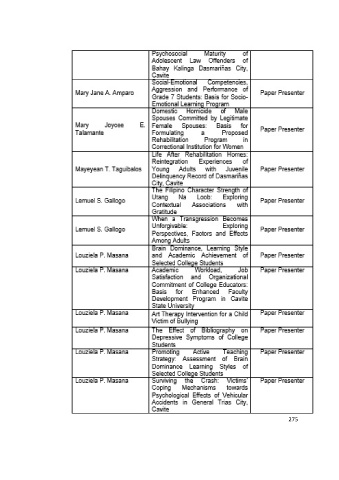 Psychosocial Maturity of
Adolescent Law Offenders of
Bahay Kalinga Dasmariñas City,
Cavite
Mary Jane A. Amparo
Social-Emotional Competencies,
Aggression and Performance of
Grade 7 Students: Basis for Socio-
Emotional Learning Program
Paper Presenter
Mary Joyose E.
Talamante
Domestic Homicide of Male
Spouses Committed by Legitimate
Female Spouses: Basis for
Formulating a Proposed
Rehabilitation Program in
Correctional Institution for Women
Paper Presenter
Mayeyean T. Taguibalos
Life After Rehabilitation Homes:
Reintegration Experiences of
Young Adults with Juvenile
Delinquency Record of Dasmariñas
City, Cavite
Paper Presenter
Lemuel S. Gallogo
The Filipino Character Strength of
Utang Na Loob: Exploring
Contextual Associations with
Gratitude
Paper Presenter
Lemuel S. Gallogo
When a Transgression Becomes
Unforgivable: Exploring
Perspectives, Factors and Effects
Among Adults
Paper Presenter
Louziela P. Masana
Brain Dominance, Learning Style
and Academic Achievement of
Selected College Students
Paper Presenter
Louziela P. Masana
Academic Workload, Job
Satisfaction and Organizational
Commitment of College Educators:
Basis for Enhanced Faculty
Development Program in Cavite
State University
Paper Presenter
Louziela P. Masana
Art Therapy Intervention for a Child
Victim of Bullying
Paper Presenter
Louziela P. Masana
The Effect of Bibliography on
Depressive Symptoms of College
Students
Paper Presenter
Louziela P. Masana
Promoting Active Teaching
Strategy: Assessment of Brain
Dominance Learning Styles of
Selected College Students
Paper Presenter
Louziela P. Masana
Surviving the Crash: Victims'
Coping Mechanisms towards
Psychological Effects of Vehicular
Accidents in General Trias City,
Cavite
Paper Presenter
275